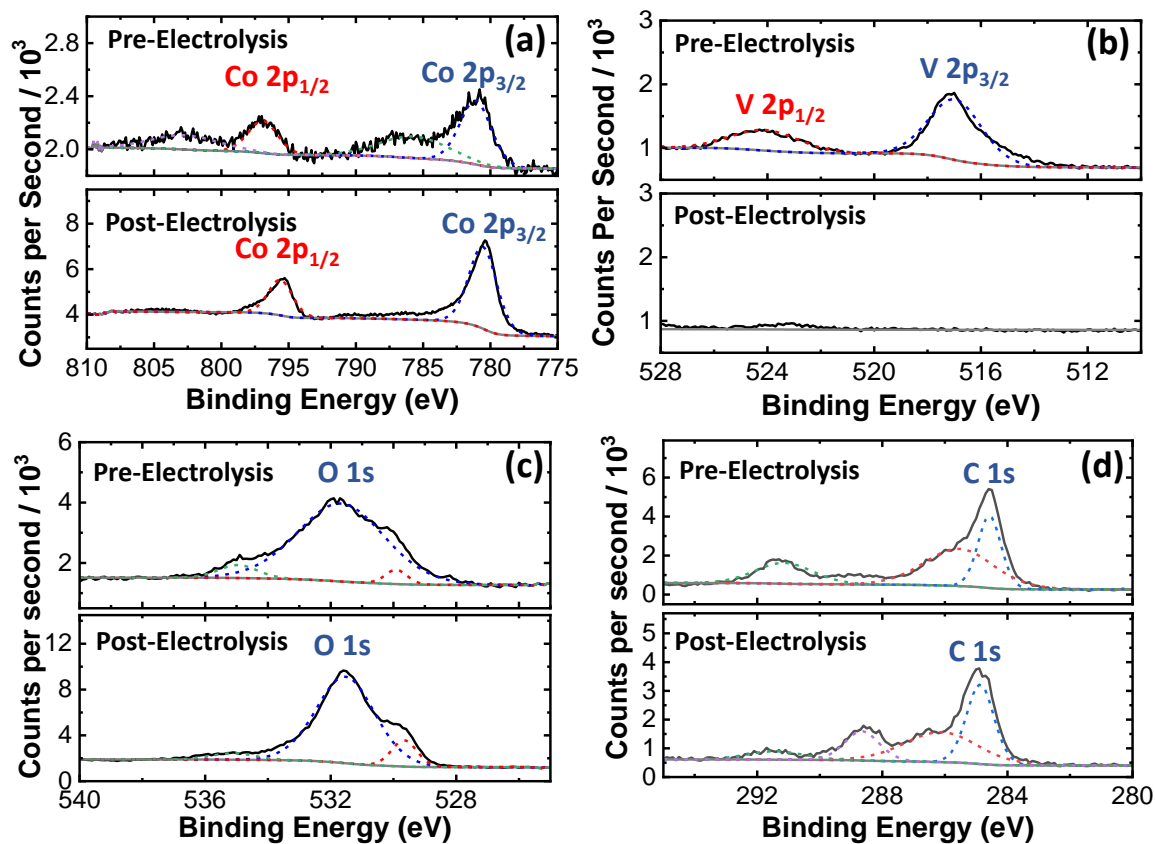 (a)
Pre-Electrolysis
Co 2p1/2
Co 2p3/2
2.8
2.4
2.0
Post-Electrolysis
Co 2p1/2
Co 2p3/2
8
6
4
810 805 800 795 790 785 780 775
Binding Energy (eV)
Counts per Second / 10³
(b)
Pre-Electrolysis
V 2p1/2
V 2p3/2
3
2
1
Post-Electrolysis
3
2
1
528 524 520 516 512
Binding Energy (eV)
Counts Per Second / 10³
(c)
Pre-Electrolysis
O 1s
6
4
2
Post-Electrolysis
O 1s
12
9
6
3
0
540 535 531 528
Binding Energy (eV)
Counts per second / 10³
(d)
Pre-Electrolysis
C 1s
6
4
2
0
Post-Electrolysis
C 1s
5
4
3
2
1
0
292 288 284 280
Binding Energy (eV)
Counts per second / 10³